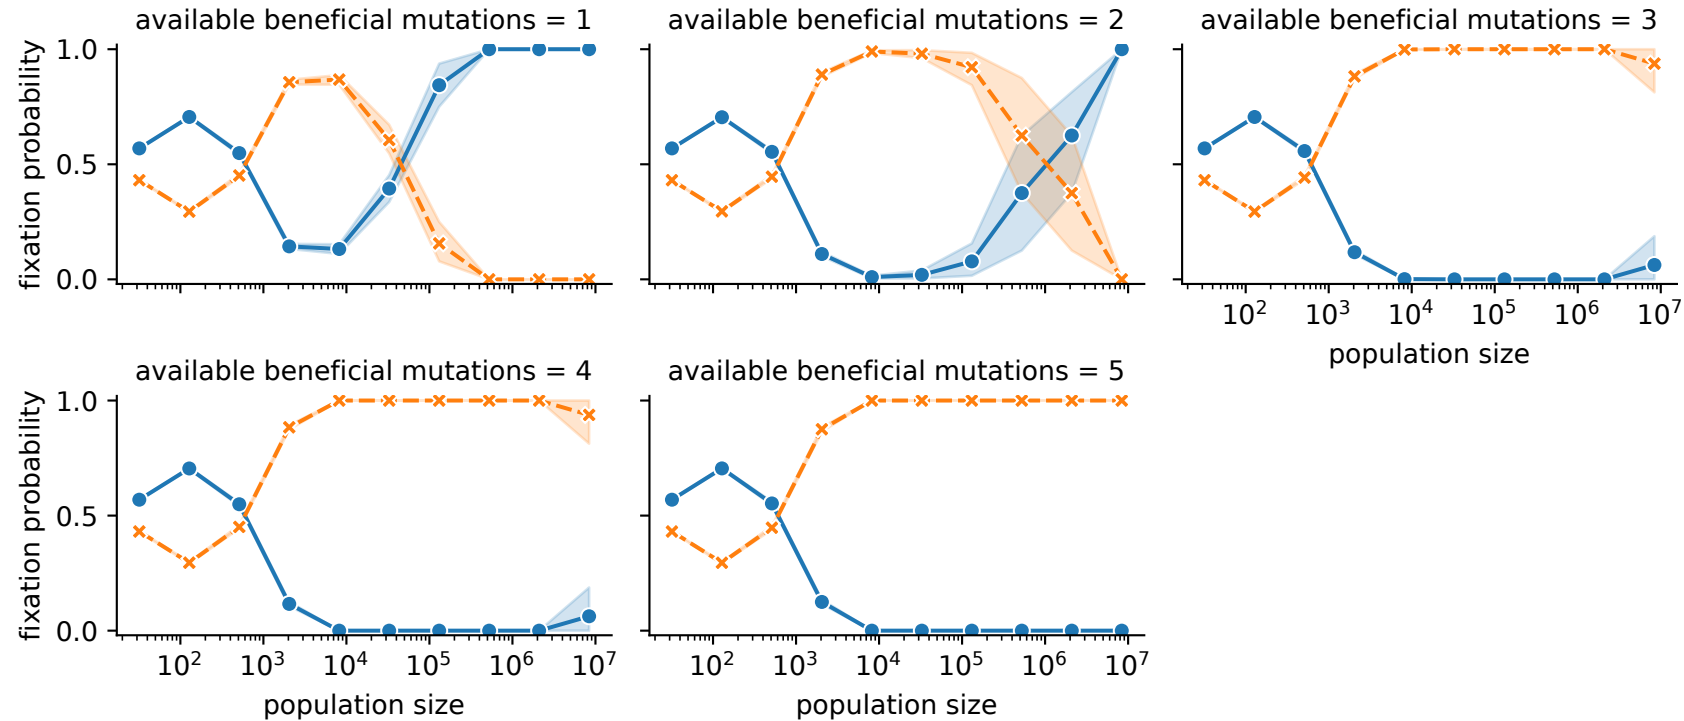 available beneficial mutations = 1
available beneficial mutations = 2
available beneficial mutations = 3
fixation probability
1.0
0.5
0.0
10² 10³ 10⁴ 10⁵ 10⁶ 10⁷
population size
available beneficial mutations = 4
available beneficial mutations = 5
fixation probability
1.0
0.5
0.0
10² 10³ 10⁴ 10⁵ 10⁶ 10⁷
population size
10² 10³ 10⁴ 10⁵ 10⁶ 10⁷
population size